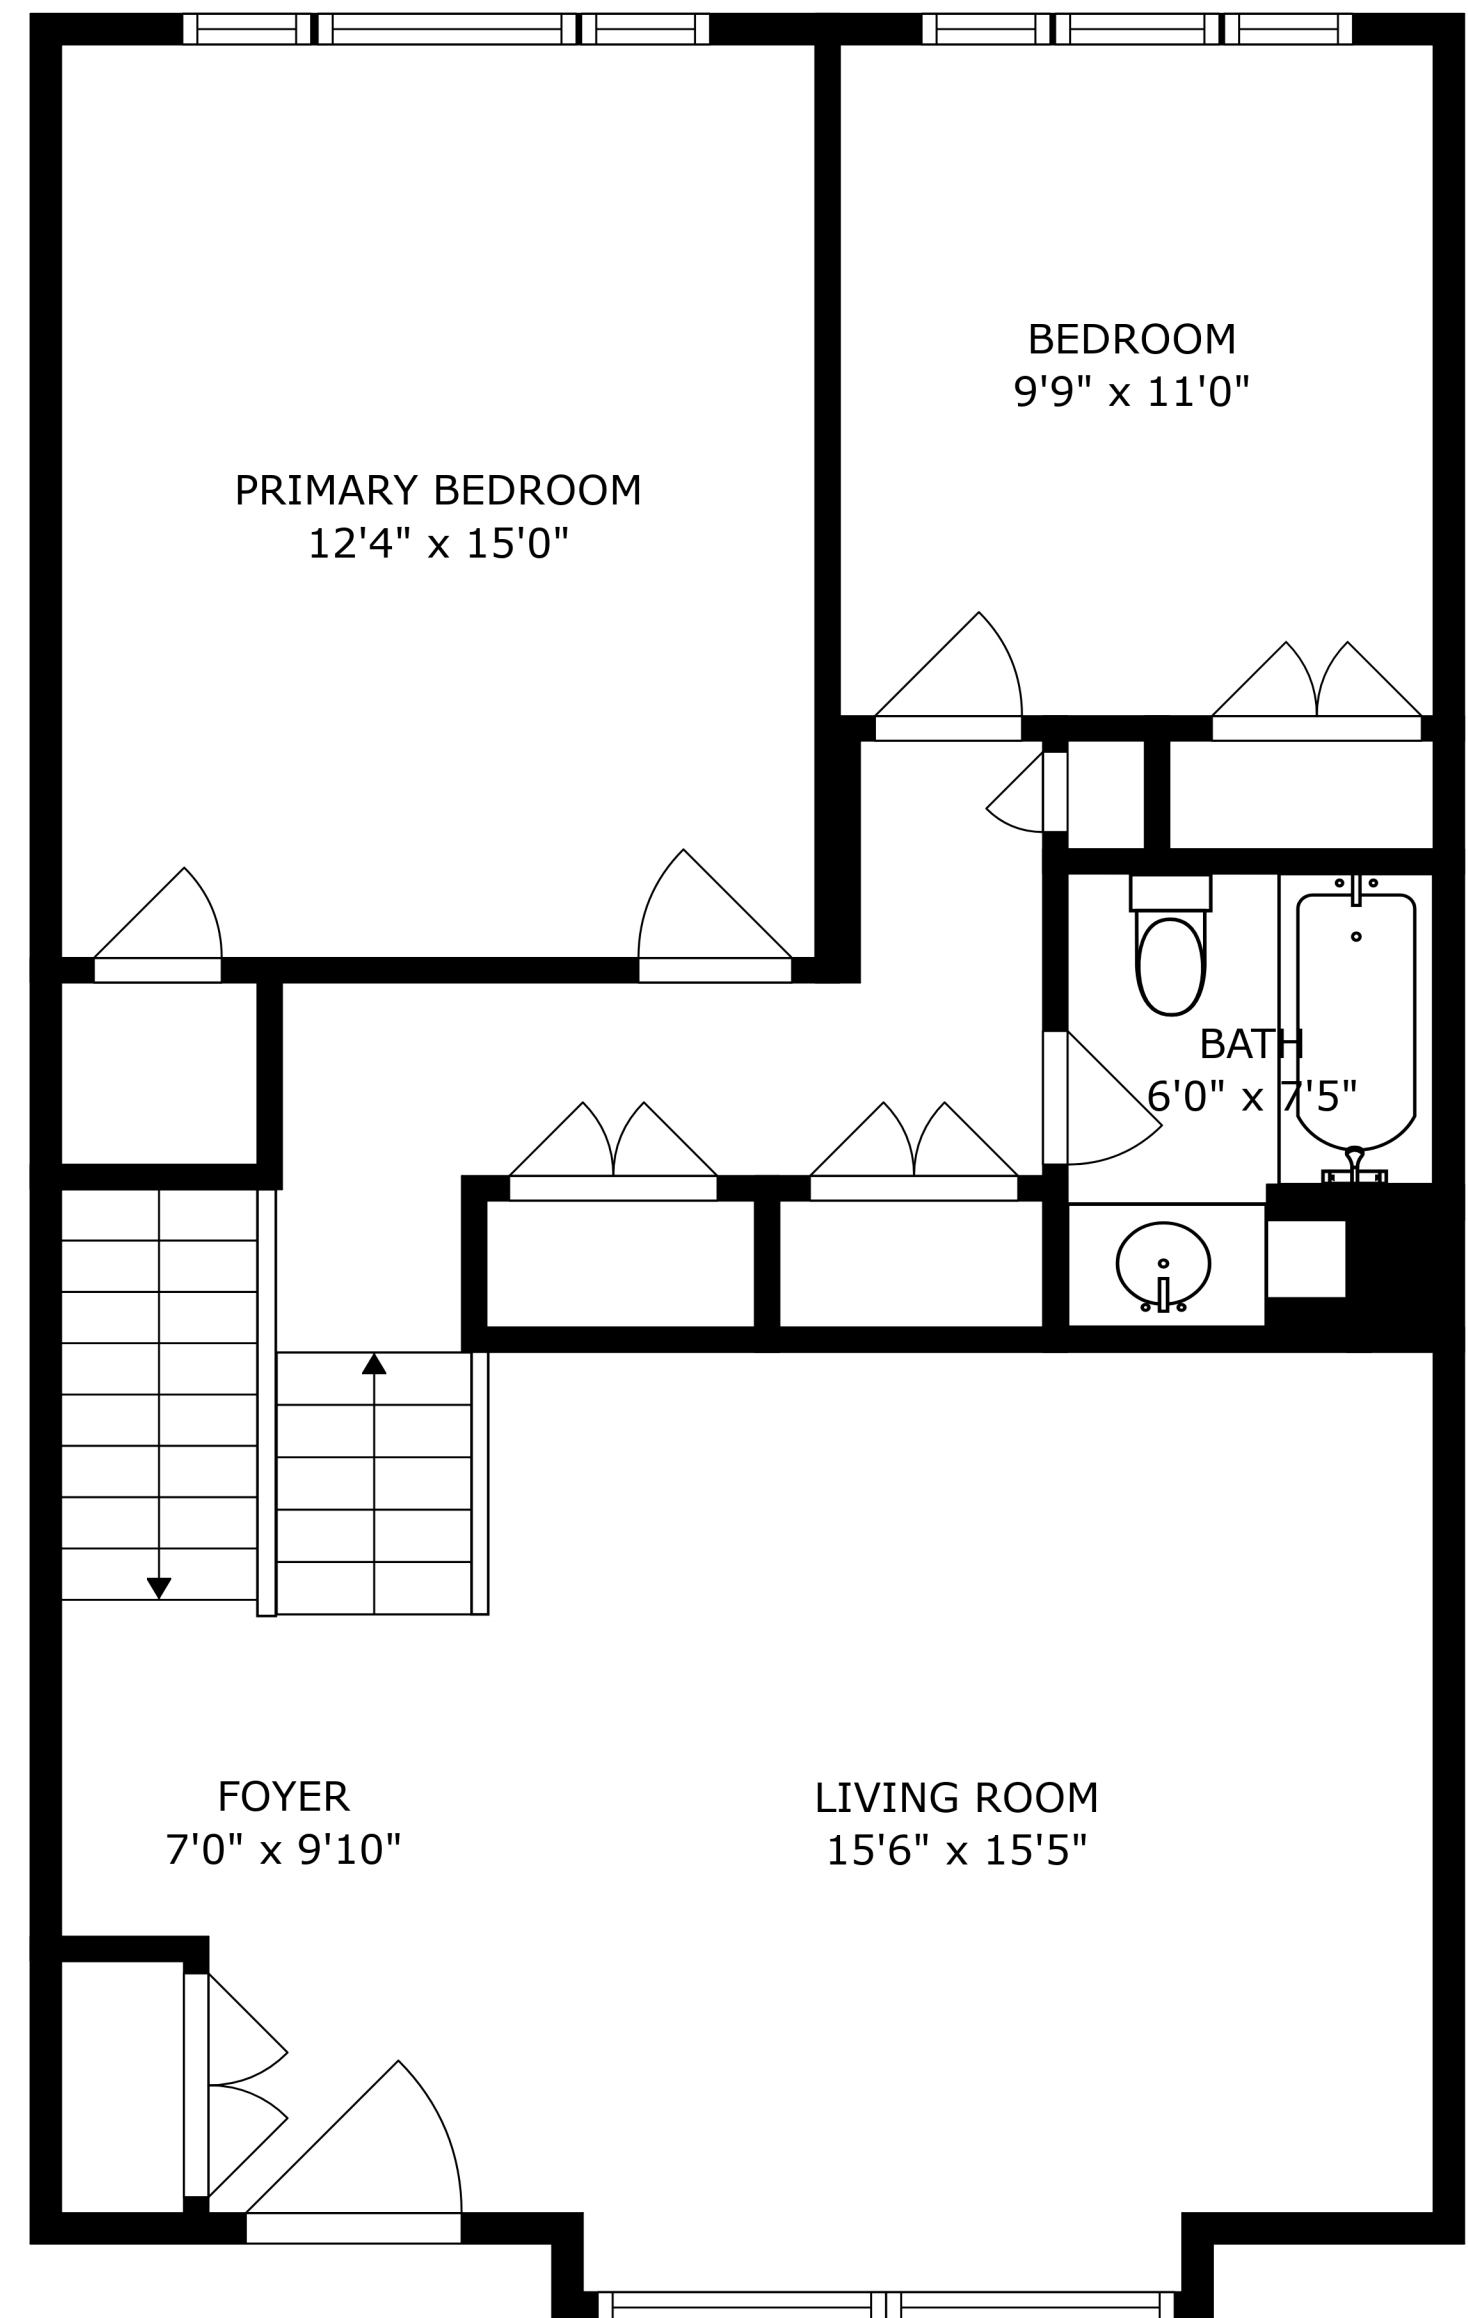 BEDROOM
9'9" x 11'0"
PRIMARY BEDROOM
12'4" x 15'0"
BATH
6'0" x 7'5"
FOYER
7'0" x 9'10"
LIVING ROOM
15'6" x 15'5"